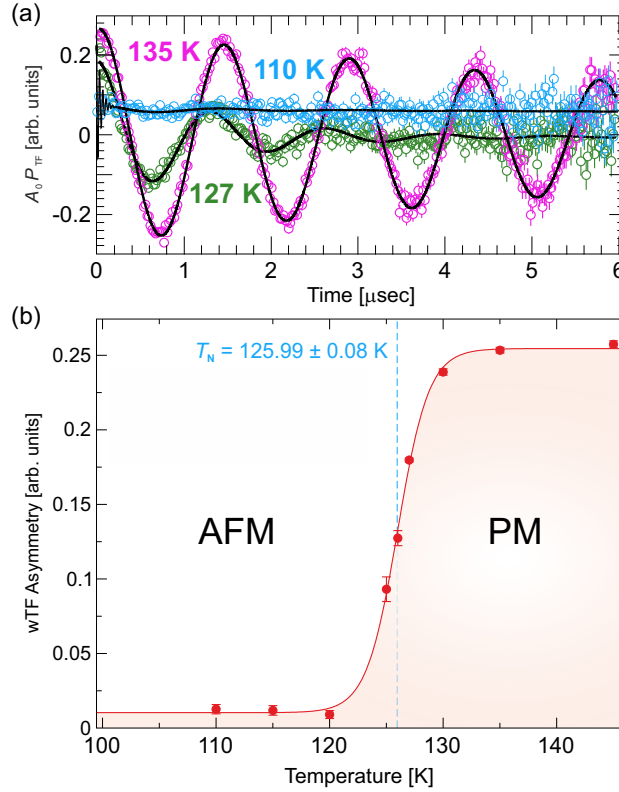 (a)
0.2
0
-0.2
A₀ P_TF [arb. units]
135 K
110 K
127 K
0 1 2 3 4 5 6
Time [μsec]
(b)
T_N = 125.99 ± 0.08 K
0.25
0.2
0.15
0.1
0.05
0
wTF Asymmetry [arb. units]
AFM PM
100 110 120 130 140
Temperature [K]